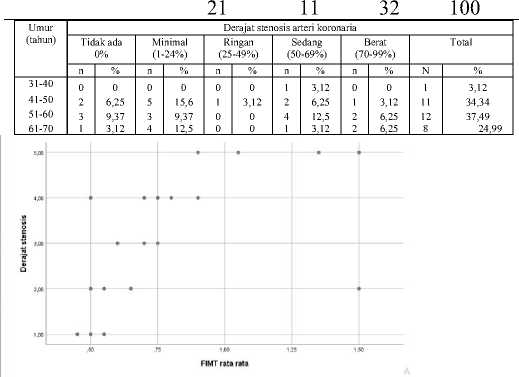 21 11 32 100
Umur (tahun) Derajat stenosis arteri koronaria
Tidak ada 0% Minimal (1-24%) Ringan (25-49%) Sedang (50-69%) Berat (70-99%) Total
n % n % n % n % n % N %
31-40 0 0 0 0 0 0 1 3,12 0 0 1 3,12
41-50 2 6,25 5 15,6 1 3,12 2 6,25 1 3,12 11 34,34
51-60 3 9,37 3 9,37 0 0 4 12,5 2 6,25 12 37,49
61-70 1 3,12 4 12,5 0 0 1 3,12 2 6,25 8 24,99
Derajat stenosis
5,00
4,00
3,00
2,00
1,00
,50 ,75 1,00 1,25 1,50
FIMT rata rata
A